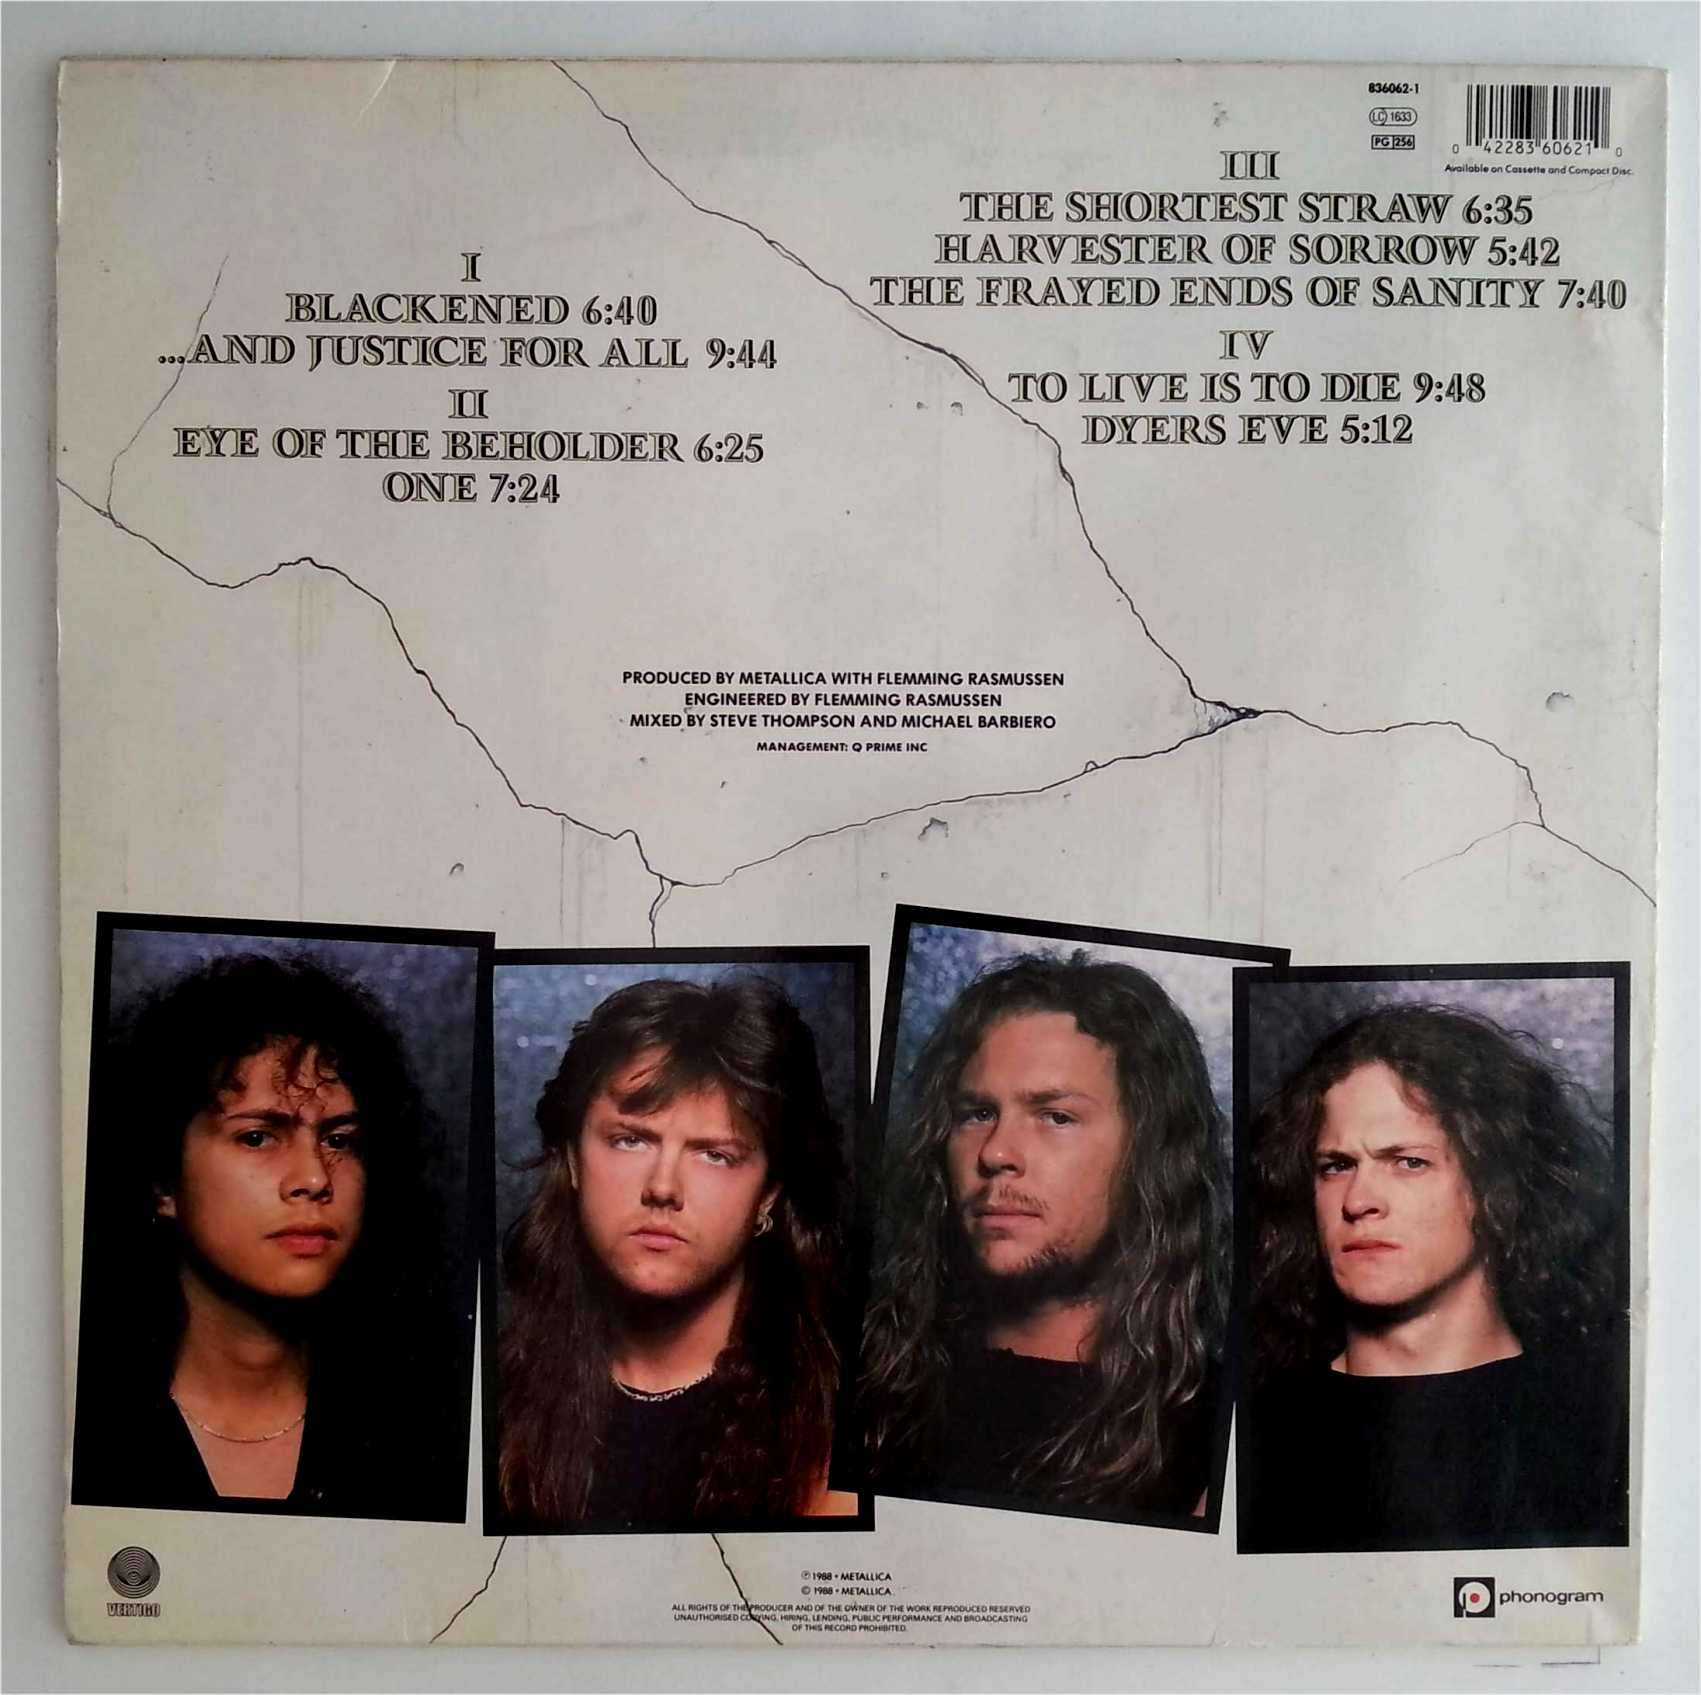 836062-1
LC 1633
PG 256
0 42283 60621 0
Available on Cassette and Compact Disc.
I
BLACKENED 6:40
...AND JUSTICE FOR ALL 9:44
II
EYE OF THE BEHOLDER 6:25
ONE 7:24
III
THE SHORTEST STRAW 6:35
HARVESTER OF SORROW 5:42
THE FRAYED ENDS OF SANITY 7:40
IV
TO LIVE IS TO DIE 9:48
DYERS EVE 5:12
PRODUCED BY METALLICA WITH FLEMMING RASMUSSEN
ENGINEERED BY FLEMMING RASMUSSEN
MIXED BY STEVE THOMPSON AND MICHAEL BARBIERO
MANAGEMENT: Q PRIME INC
VERTIGO
℗ 1988 • METALLICA
© 1988 • METALLICA.
ALL RIGHTS OF THE PRODUCER AND OF THE OWNER OF THE WORK REPRODUCED RESERVED
UNAUTHORISED COPYING, HIRING, LENDING, PUBLIC PERFORMANCE AND BROADCASTING
OF THIS RECORD PROHIBITED.
phonogram